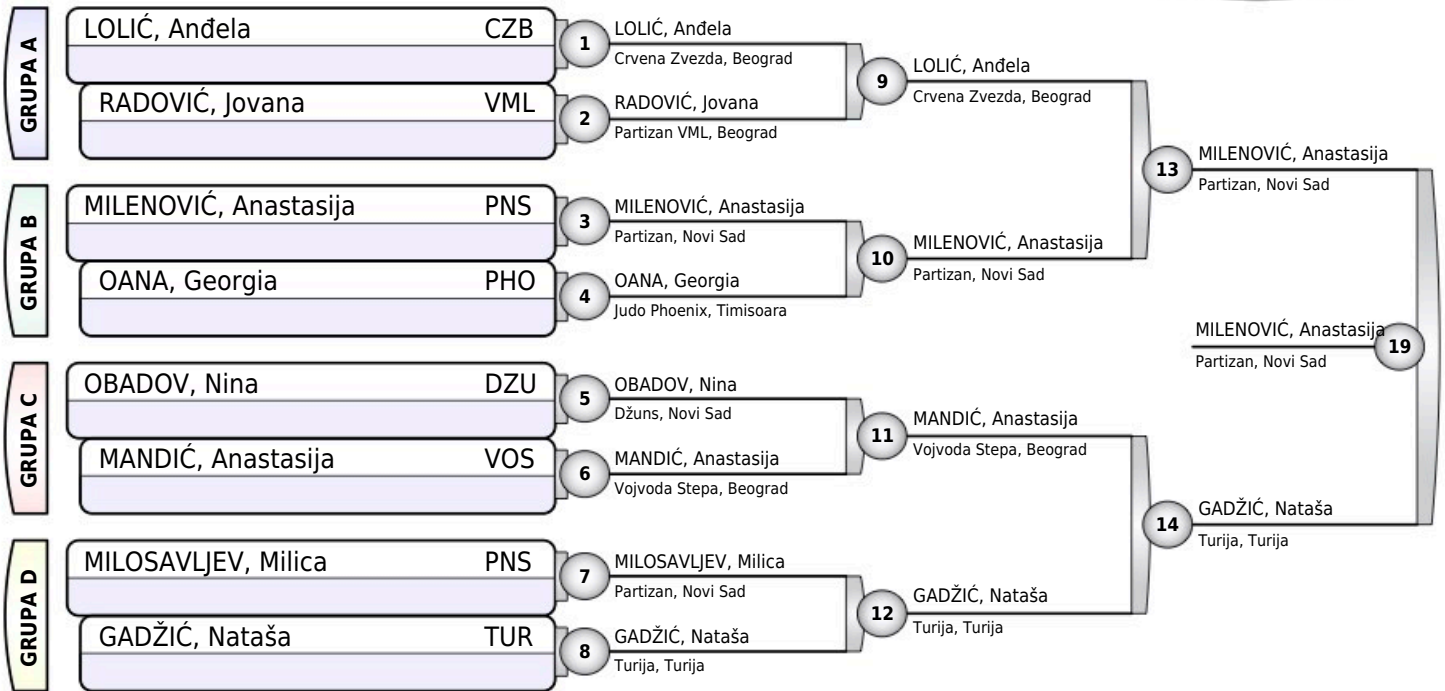 GRUPA A
LOLIĆ, Anđela CZB
RADOVIĆ, Jovana VML
1
LOLIĆ, Anđela
Crvena Zvezda, Beograd
2
RADOVIĆ, Jovana
Partizan VML, Beograd
9
LOLIĆ, Anđela
Crvena Zvezda, Beograd
GRUPA B
MILENOVIĆ, Anastasija PNS
OANA, Georgia PHO
3
MILENOVIĆ, Anastasija
Partizan, Novi Sad
4
OANA, Georgia
Judo Phoenix, Timisoara
10
MILENOVIĆ, Anastasija
Partizan, Novi Sad
13
MILENOVIĆ, Anastasija
Partizan, Novi Sad
GRUPA C
OBADOV, Nina DZU
MANDIĆ, Anastasija VOS
5
OBADOV, Nina
Džuns, Novi Sad
6
MANDIĆ, Anastasija
Vojvoda Stepa, Beograd
11
MANDIĆ, Anastasija
Vojvoda Stepa, Beograd
GRUPA D
MILOSAVLJEV, Milica PNS
GADŽIĆ, Nataša TUR
7
MILOSAVLJEV, Milica
Partizan, Novi Sad
8
GADŽIĆ, Nataša
Turija, Turija
12
GADŽIĆ, Nataša
Turija, Turija
14
GADŽIĆ, Nataša
Turija, Turija
MILENOVIĆ, Anastasija
Partizan, Novi Sad
19